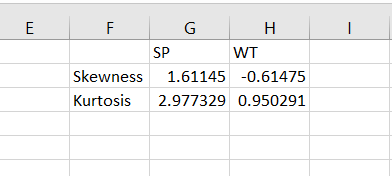 E F G H I
SP WT
Skewness 1.61145 -0.61475
Kurtosis 2.977329 0.950291